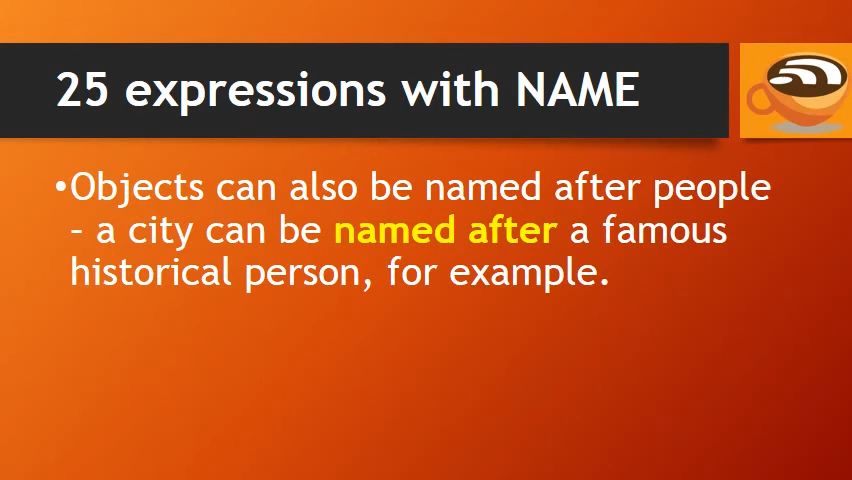 25 expressions with NAME
•Objects can also be named after people
– a city can be named after a famous
historical person, for example.